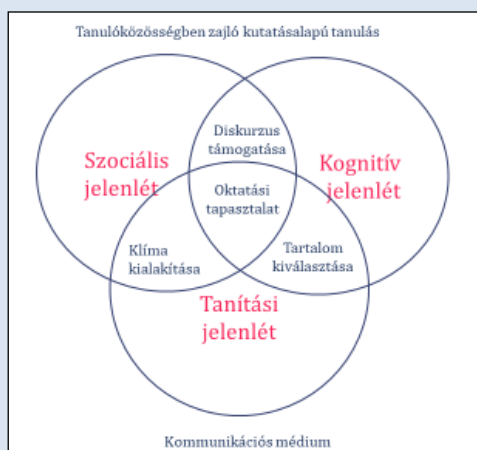 Tanulóközösségben zajló kutatásalapú tanulás
Diskurzus
támogatása
Szociális
jelenlét
Kognitív
jelenlét
Oktatási
tapasztalat
Klíma
kialakítása
Tartalom
kiválasztása
Tanítási
jelenlét
Kommunikációs médium